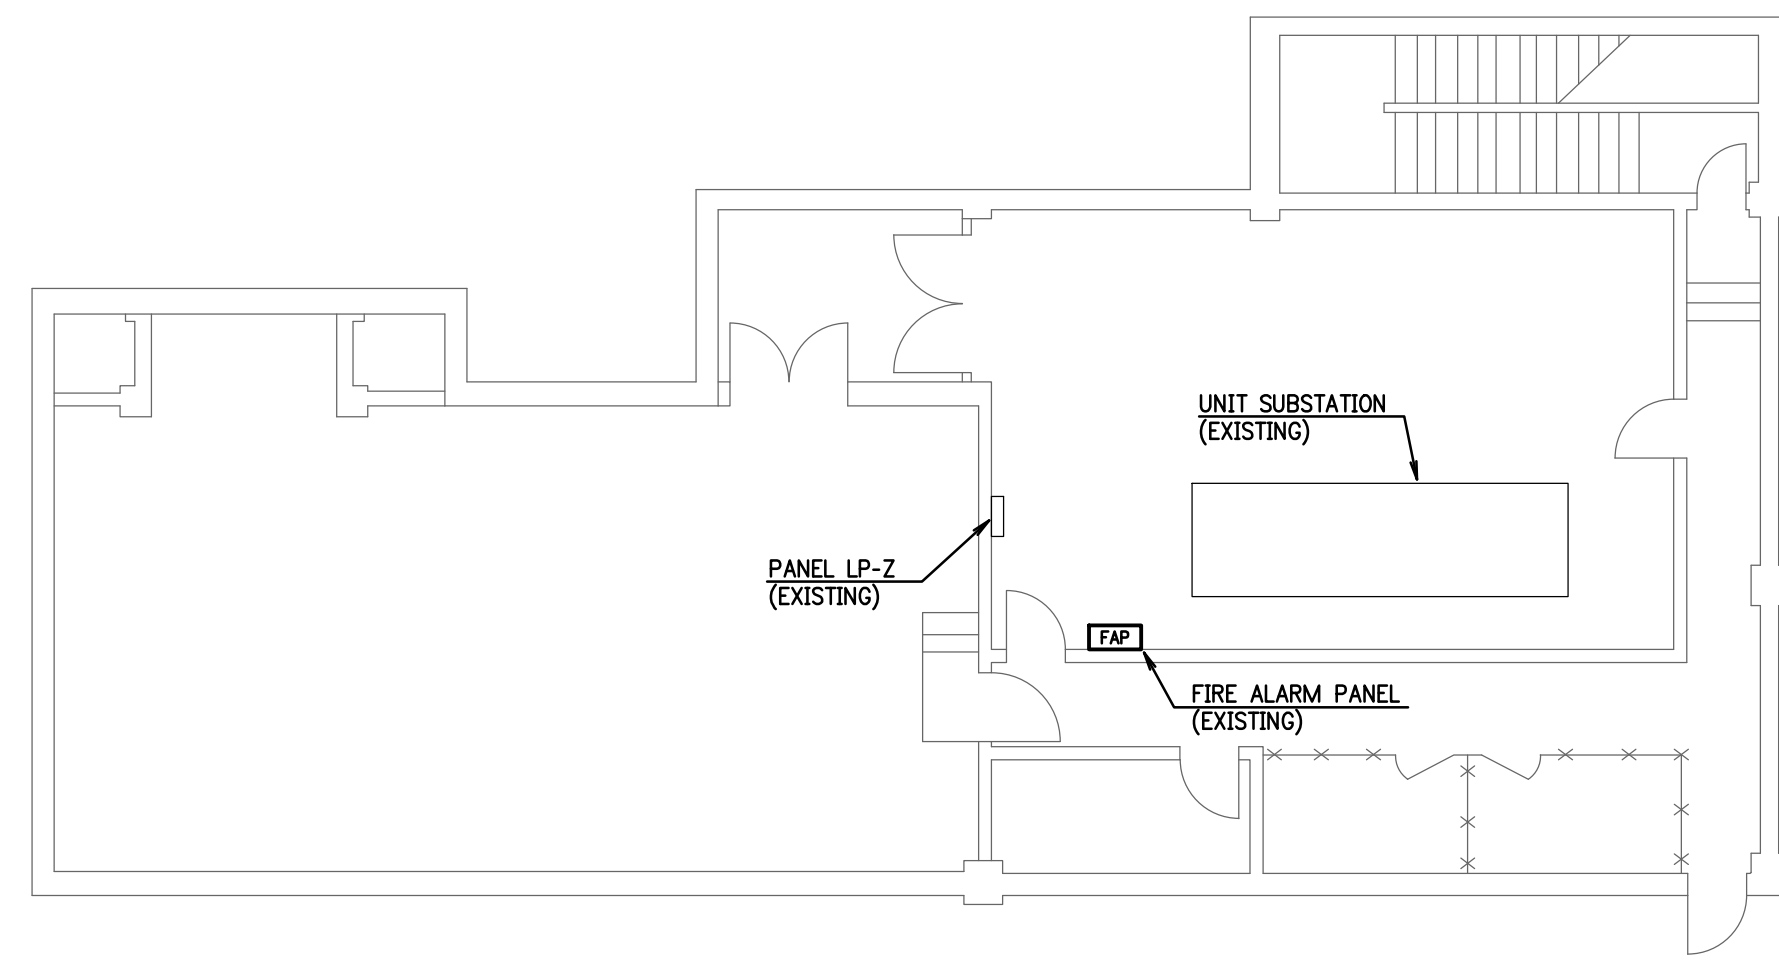 UNIT SUBSTATION
(EXISTING)
PANEL LP-Z
(EXISTING)
FAP
FIRE ALARM PANEL
(EXISTING)